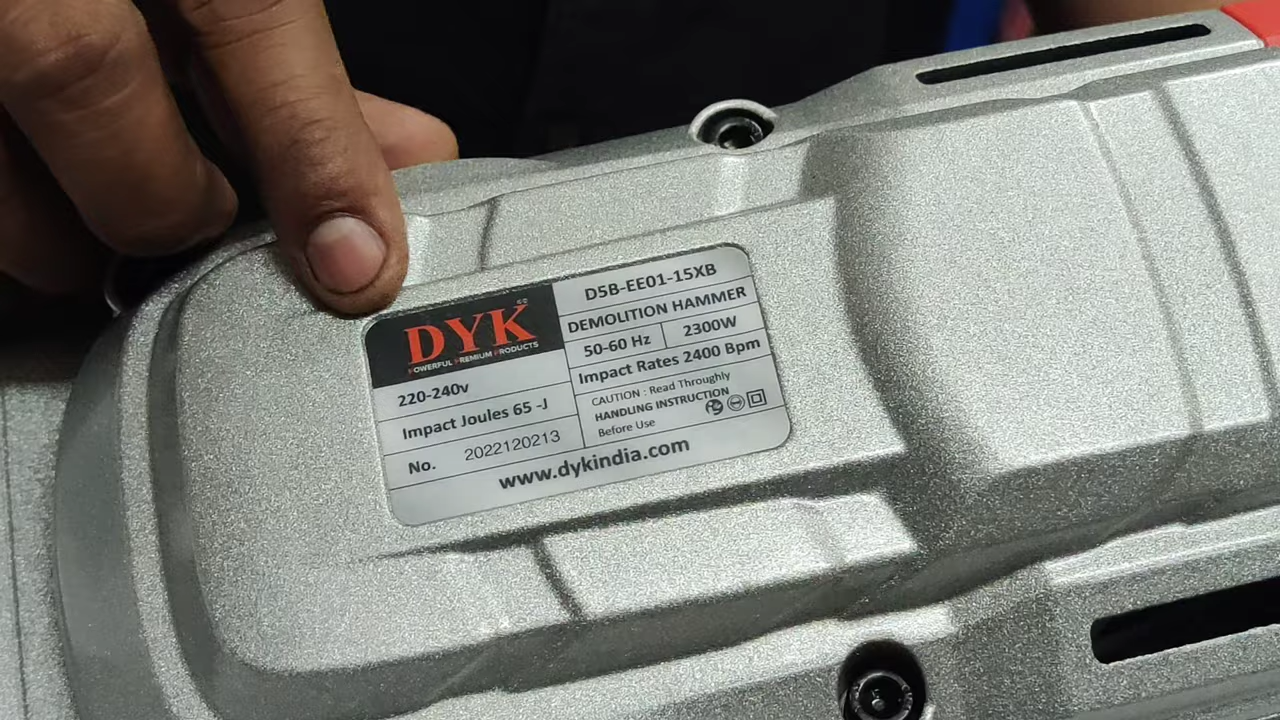 DYK
POWERFUL PREMIUM PRODUCTS
D5B-EE01-15XB
DEMOLITION HAMMER
50-60 Hz 2300W
220-240v
Impact Rates 2400 Bpm
Impact Joules 65 -J
CAUTION : Read Throughly
HANDLING INSTRUCTION
Before Use
No. 2022120213
www.dykindia.com